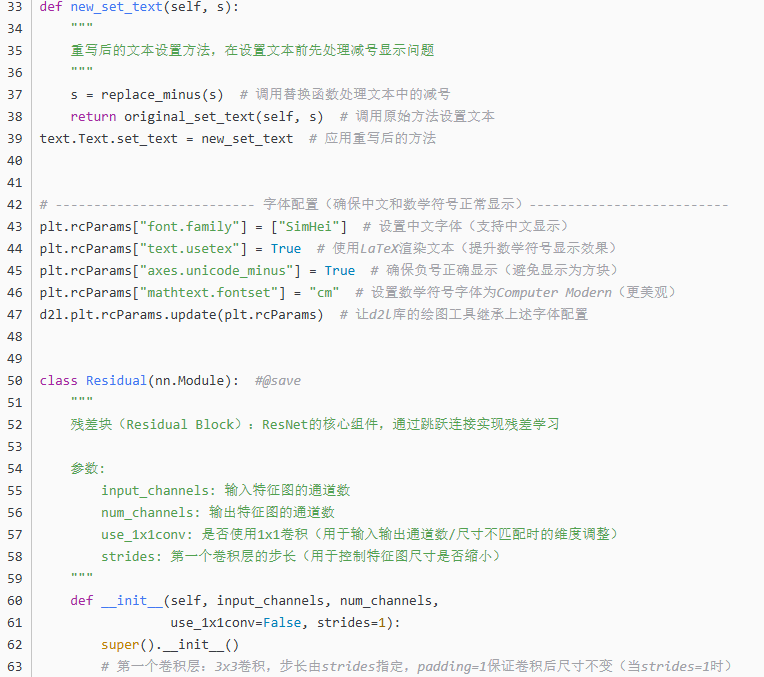 33 def new_set_text(self, s):
34     """
35     重写后的文本设置方法，在设置文本前先处理减号显示问题
36     """
37     s = replace_minus(s)  # 调用替换函数处理文本中的减号
38     return original_set_text(self, s)  # 调用原始方法设置文本
39 text.Text.set_text = new_set_text  # 应用重写后的方法
40
41
42 # -------------------------- 字体配置（确保中文和数学符号正常显示）--------------------------
43 plt.rcParams["font.family"] = ["SimHei"]  # 设置中文字体（支持中文显示）
44 plt.rcParams["text.usetex"] = True  # 使用LaTeX渲染文本（提升数学符号显示效果）
45 plt.rcParams["axes.unicode_minus"] = True  # 确保负号正确显示（避免显示为方块）
46 plt.rcParams["mathtext.fontset"] = "cm"  # 设置数学符号字体为Computer Modern（更美观）
47 d2l.plt.rcParams.update(plt.rcParams)  # 让d2l库的绘图工具继承上述字体配置
48
49
50 class Residual(nn.Module):  #@save
51     """
52     残差块（Residual Block）：ResNet的核心组件，通过跳跃连接实现残差学习
53
54     参数:
55         input_channels: 输入特征图的通道数
56         num_channels: 输出特征图的通道数
57         use_1x1conv: 是否使用1x1卷积（用于输入输出通道数/尺寸不匹配时的维度调整）
58         strides: 第一个卷积层的步长（用于控制特征图尺寸是否缩小）
59     """
60     def __init__(self, input_channels, num_channels,
61                  use_1x1conv=False, strides=1):
62         super().__init__()
63         # 第一个卷积层：3x3卷积，步长由strides指定，padding=1保证卷积后尺寸不变（当strides=1时）